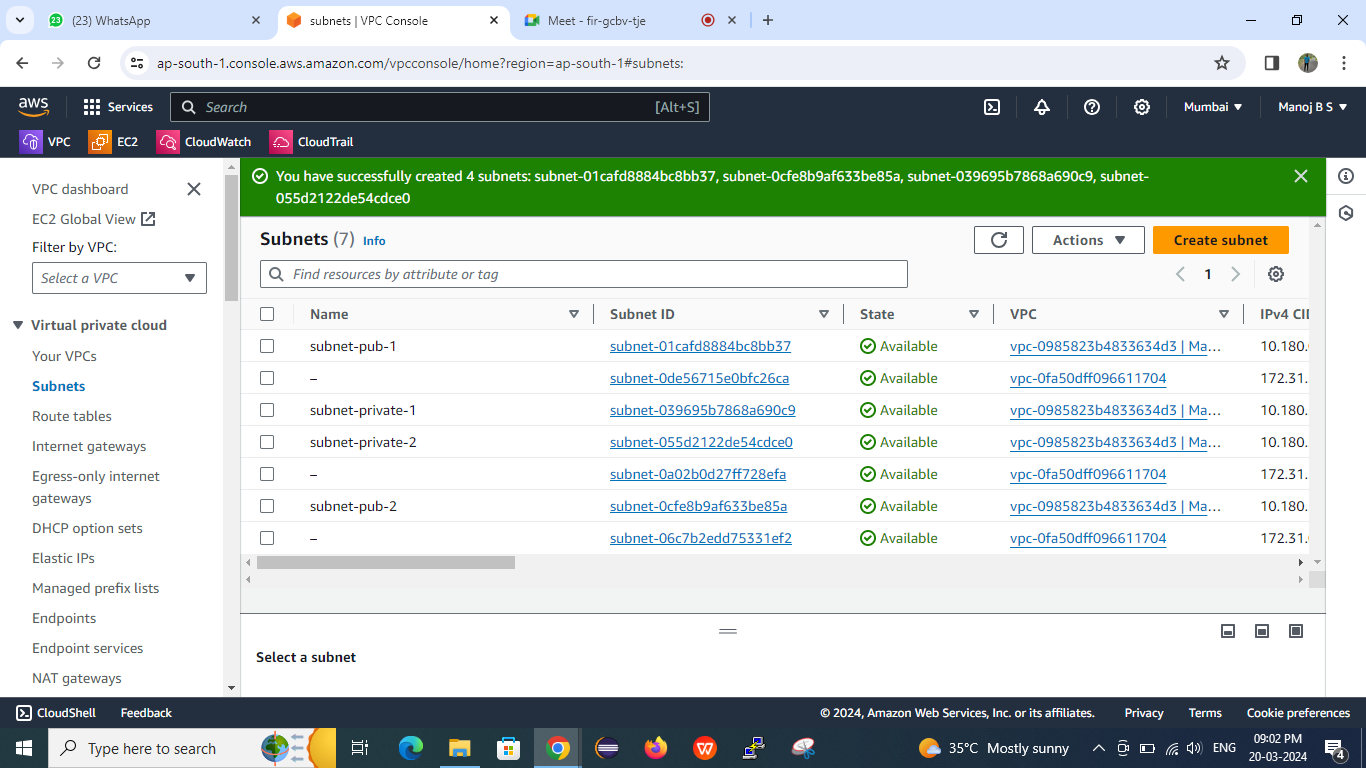 (23) WhatsApp
subnets | VPC Console
Meet - fir-gcbv-tje
ap-south-1.console.aws.amazon.com/vpcconsole/home?region=ap-south-1#subnets:
aws
Services
Search
[Alt+S]
Mumbai
Manoj B S
VPC
EC2
CloudWatch
CloudTrail
VPC dashboard
EC2 Global View
Filter by VPC:
Select a VPC
Virtual private cloud
Your VPCs
Subnets
Route tables
Internet gateways
Egress-only internet
gateways
DHCP option sets
Elastic IPs
Managed prefix lists
Endpoints
Endpoint services
NAT gateways
You have successfully created 4 subnets: subnet-01cafd8884bc8bb37, subnet-0cfe8b9af633be85a, subnet-039695b7868a690c9, subnet-
055d2122de54cdce0
Subnets (7) Info
Actions
Create subnet
Find resources by attribute or tag
1
Name Subnet ID State VPC IPv4 CID
subnet-pub-1 subnet-01cafd8884bc8bb37 Available vpc-0985823b4833634d3 | Ma... 10.180.
– subnet-0de56715e0bfc26ca Available vpc-0fa50dff096611704 172.31.
subnet-private-1 subnet-039695b7868a690c9 Available vpc-0985823b4833634d3 | Ma... 10.180.
subnet-private-2 subnet-055d2122de54cdce0 Available vpc-0985823b4833634d3 | Ma... 10.180.
– subnet-0a02b0d27ff728efa Available vpc-0fa50dff096611704 172.31.
subnet-pub-2 subnet-0cfe8b9af633be85a Available vpc-0985823b4833634d3 | Ma... 10.180.
– subnet-06c7b2edd75331ef2 Available vpc-0fa50dff096611704 172.31.
Select a subnet
CloudShell
Feedback
© 2024, Amazon Web Services, Inc. or its affiliates.
Privacy
Terms
Cookie preferences
Type here to search
35°C Mostly sunny
ENG
09:02 PM
20-03-2024
4